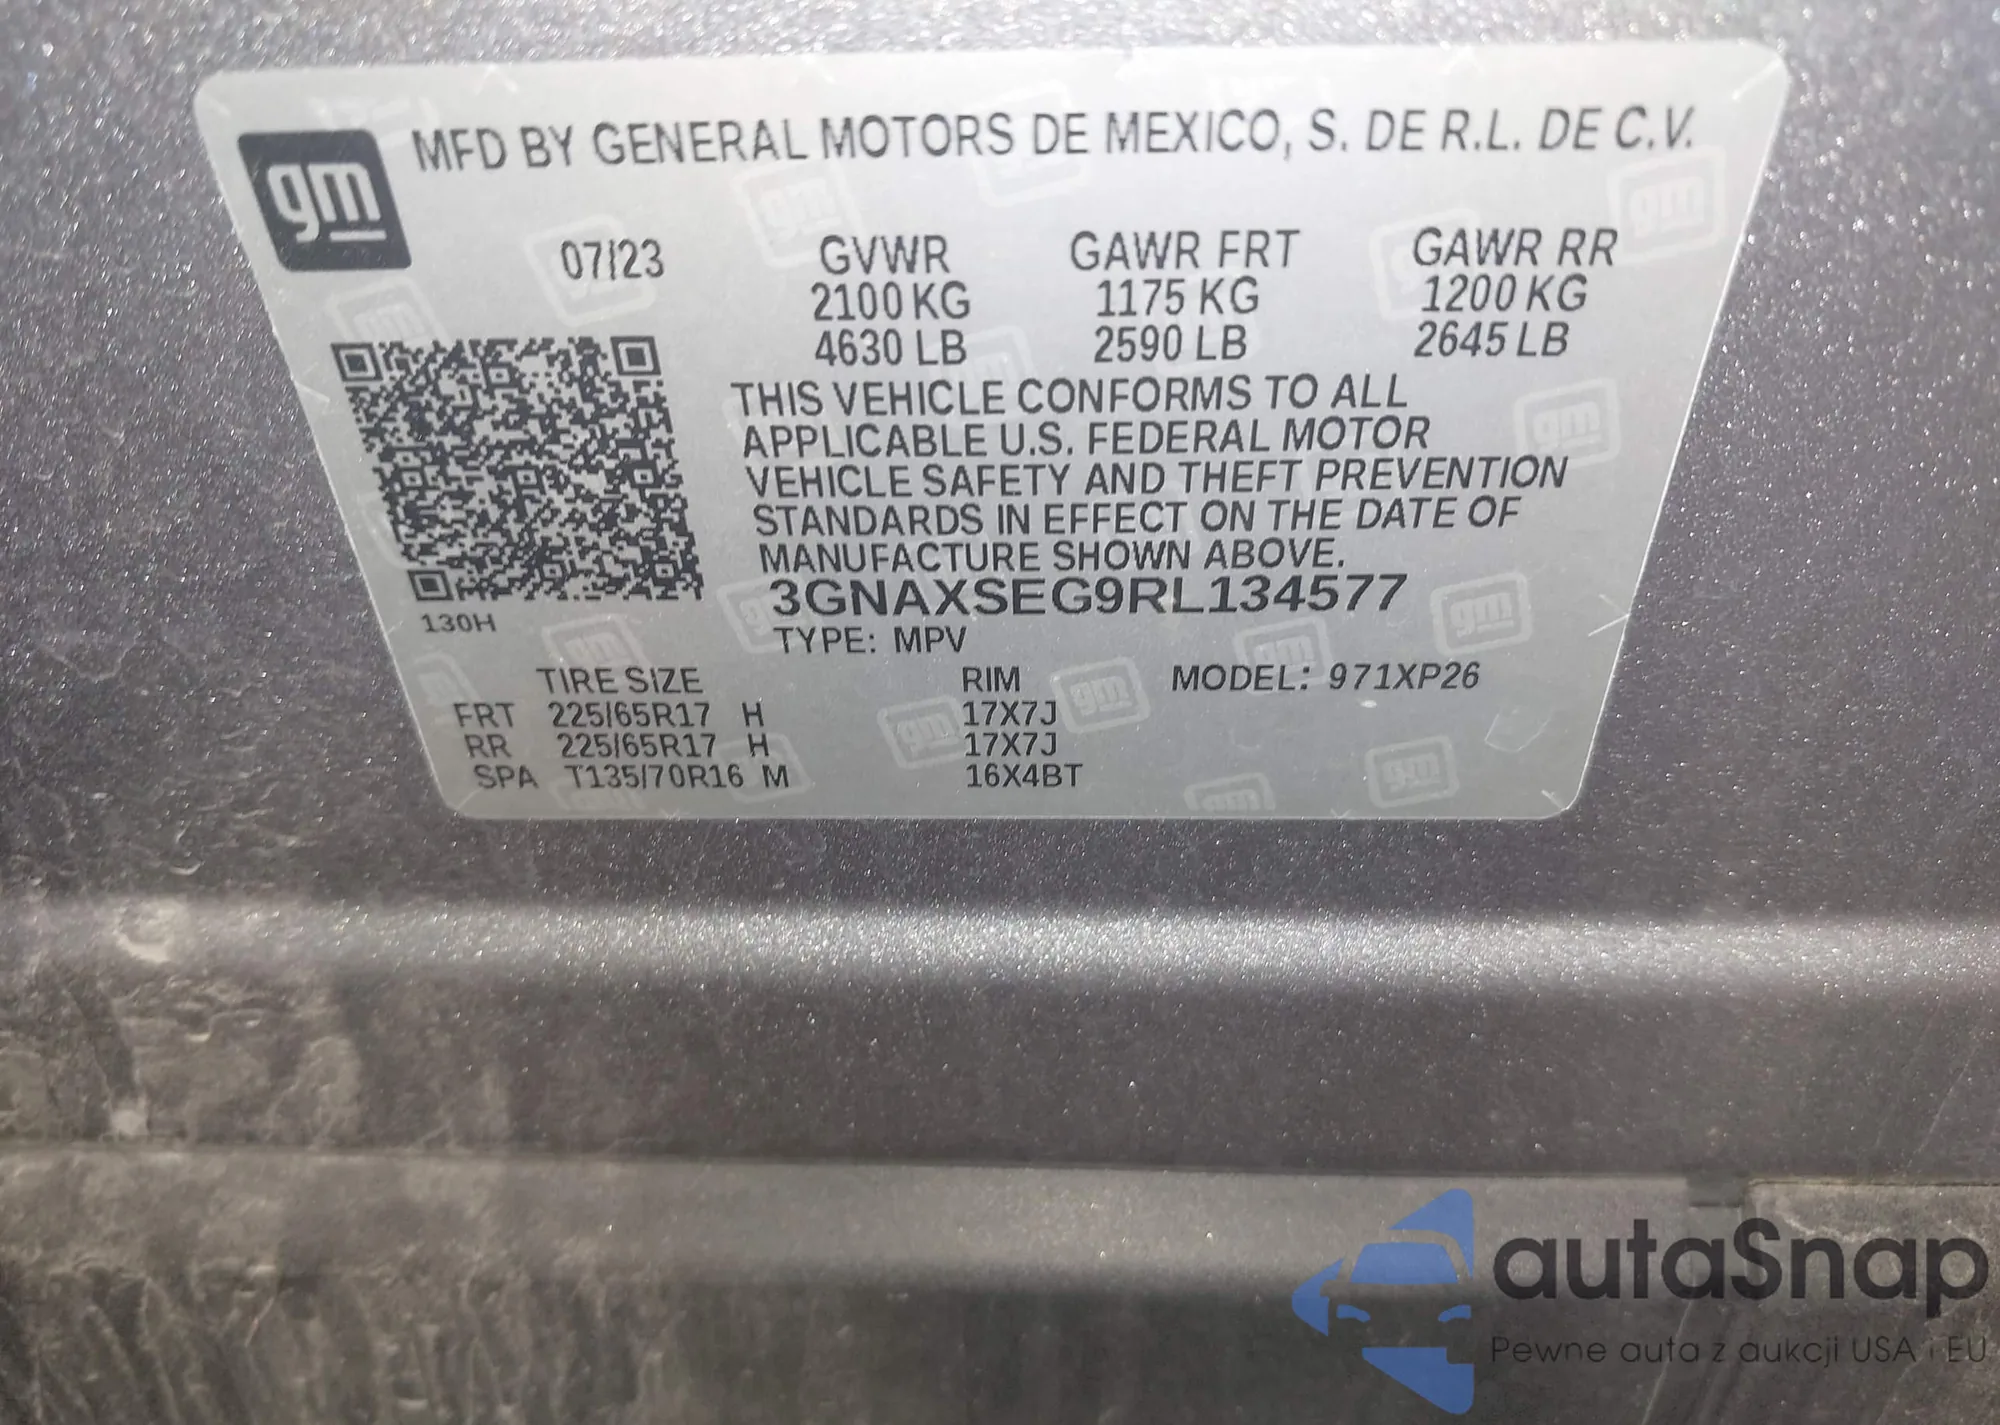 gm MFD BY GENERAL MOTORS DE MEXICO, S. DE R.L. DE C.V.
07/23 GVWR GAWR FRT GAWR RR
2100 KG 1175 KG 1200 KG
4630 LB 2590 LB 2645 LB
THIS VEHICLE CONFORMS TO ALL
APPLICABLE U.S. FEDERAL MOTOR
VEHICLE SAFETY AND THEFT PREVENTION
STANDARDS IN EFFECT ON THE DATE OF
MANUFACTURE SHOWN ABOVE.
3GNAXSEG9RL134577
130H
TYPE: MPV
TIRE SIZE RIM MODEL: 971XP26
FRT 225/65R17 H 17X7J
RR 225/65R17 H 17X7J
SPA T135/70R16 M 16X4BT
autaSnap
Pewne auta z aukcji USA i EU